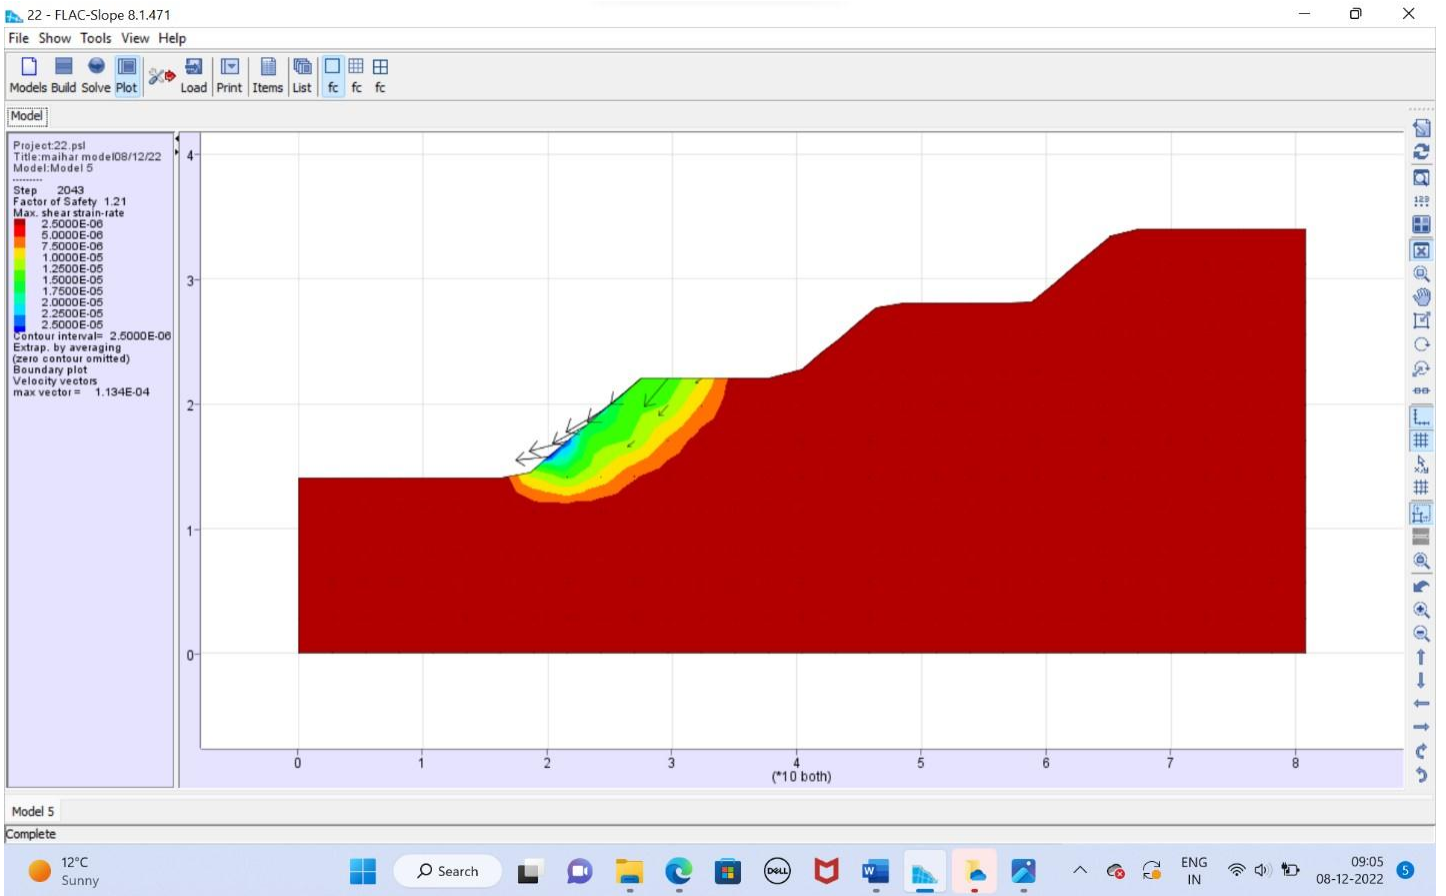 22 - FLAC-Slope 8.1.471
File Show Tools View Help
Models Build Solve Plot Load Print Items List fc fc fc
Model
Project:22.psl
Title:maihar model08/12/22
Model:Model 5
---------
Step 2043
Factor of Safety 1.21
Max. shear strain-rate
2.5000E-06
5.0000E-06
7.5000E-06
1.0000E-05
1.2500E-05
1.5000E-05
1.7500E-05
2.0000E-05
2.2500E-05
2.5000E-05
Contour interval= 2.5000E-06
Extrap. by averaging
(zero contour omitted)
Boundary plot
Velocity vectors
max vector = 1.134E-04
4
3
2
1
0
0 1 2 3 4 5 6 7 8
(*10 both)
123
x,y
Model 5
Complete
12°C
Sunny
Search
DELL
W
ENG
IN
09:05
08-12-2022
5